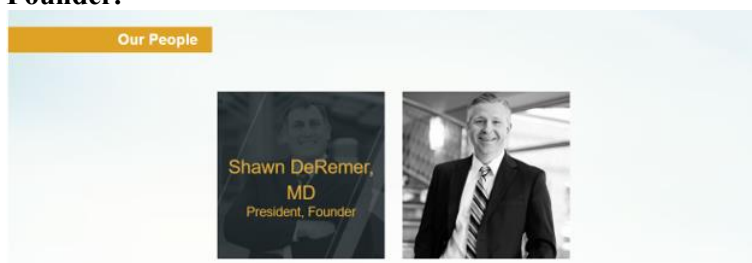 Founder?
Our People
Shawn DeRemer,
MD
President, Founder